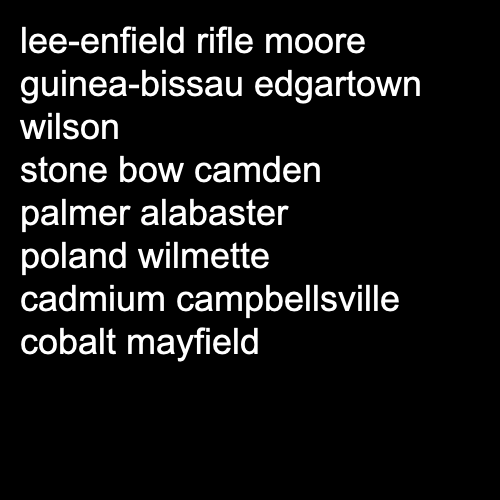 lee-enfield rifle moore
guinea-bissau edgartown
wilson
stone bow camden
palmer alabaster
poland wilmette
cadmium campbellsville
cobalt mayfield